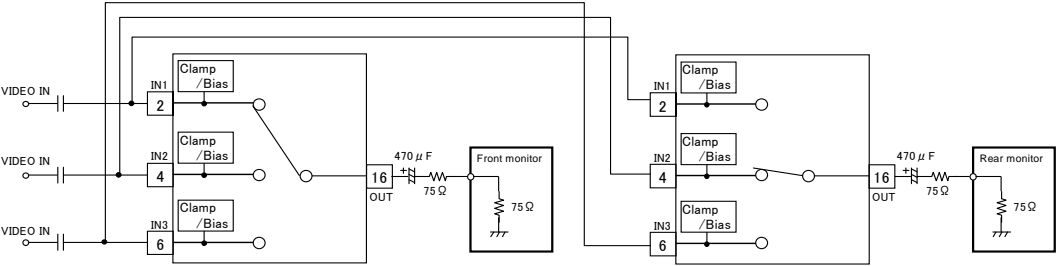 VIDEO IN
VIDEO IN
VIDEO IN
IN1
2
Clamp
/Bias
IN2
4
Clamp
/Bias
IN3
6
Clamp
/Bias
16
OUT
470 μ F
+
75 Ω
Front monitor
75 Ω
IN1
2
Clamp
/Bias
IN2
4
Clamp
/Bias
IN3
6
Clamp
/Bias
16
OUT
470 μ F
+
75 Ω
Rear monitor
75 Ω